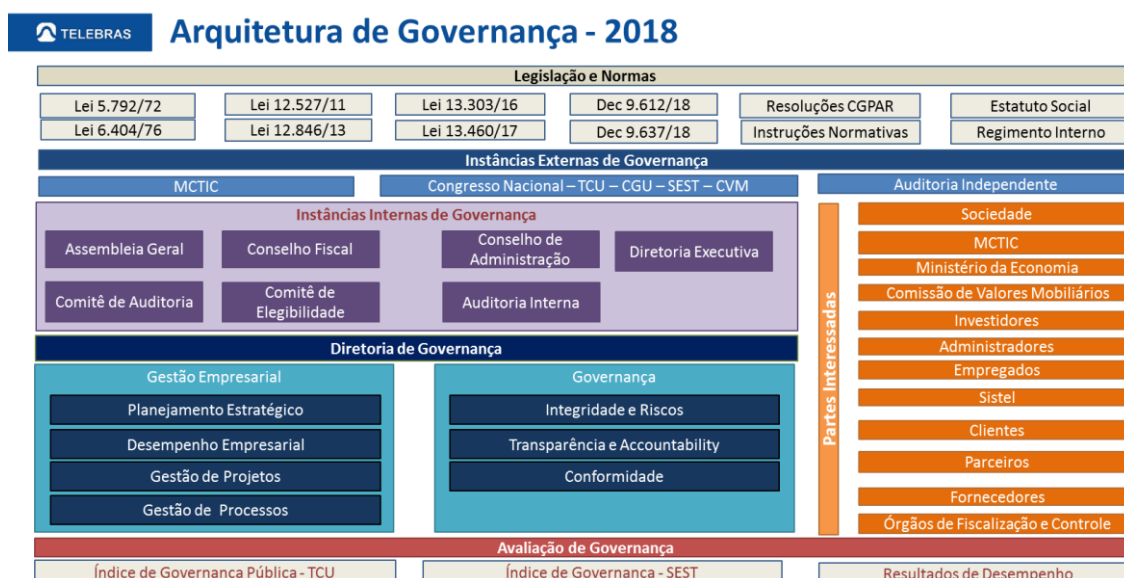 TELEBRAS
Arquitetura de Governança - 2018
Legislação e Normas
Lei 5.792/72
Lei 12.527/11
Lei 13.303/16
Dec 9.612/18
Resoluções CGPAR
Estatuto Social
Lei 6.404/76
Lei 12.846/13
Lei 13.460/17
Dec 9.637/18
Instruções Normativas
Regimento Interno
Instâncias Externas de Governança
MCTIC
Congresso Nacional – TCU – CGU – SEST – CVM
Auditoria Independente
Instâncias Internas de Governança
Assembleia Geral
Conselho Fiscal
Conselho de
Administração
Diretoria Executiva
Comitê de Auditoria
Comitê de
Elegibilidade
Auditoria Interna
Diretoria de Governança
Gestão Empresarial
Planejamento Estratégico
Desempenho Empresarial
Gestão de Projetos
Gestão de Processos
Governança
Integridade e Riscos
Transparência e Accountability
Conformidade
Partes Interessadas
Sociedade
MCTIC
Ministério da Economia
Comissão de Valores Mobiliários
Investidores
Administradores
Empregados
Sistel
Clientes
Parceiros
Fornecedores
Órgãos de Fiscalização e Controle
Avaliação de Governança
Índice de Governança Pública - TCU
Índice de Governança - SEST
Resultados de Desempenho